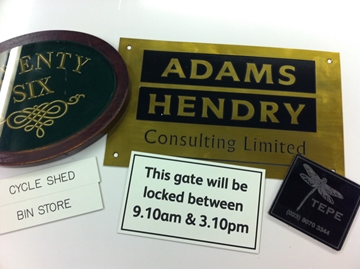 ENTY
SIX
ADAMS
HENDRY
Consulting Limited
CYCLE SHED
BIN STORE
This gate will be
locked between
9.10am & 3.10pm
TEPE